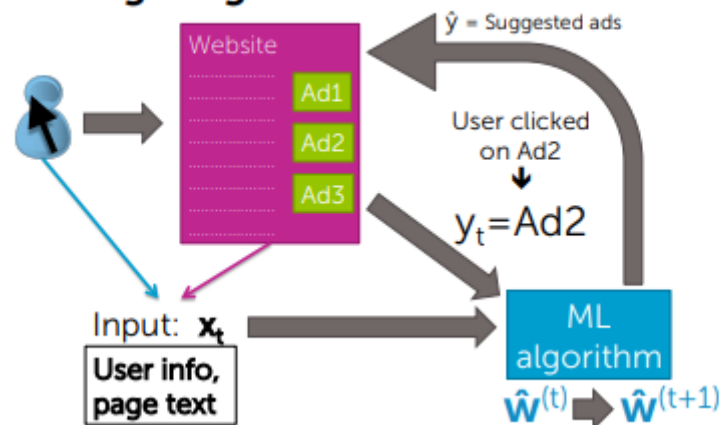 ŷ = Suggested ads
Website
Ad1
Ad2
Ad3
User clicked
on Ad2
yₜ=Ad2
Input: xₜ
User info,
page text
ML
algorithm
ŵ⁽ᵗ⁾ ŵ⁽ᵗ⁺¹⁾